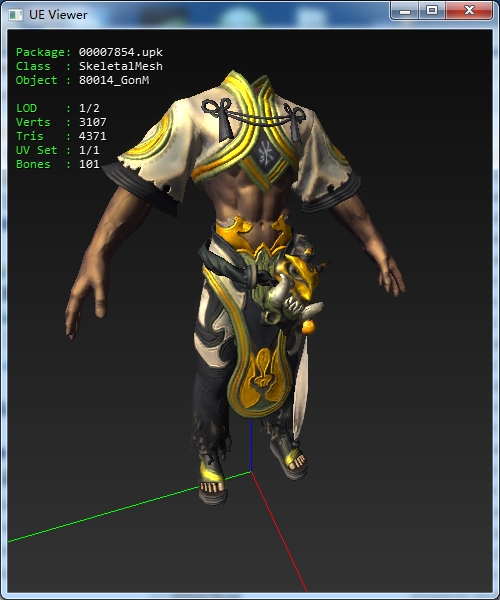 UE Viewer
Package: 00007854.upk
Class : SkeletalMesh
Object : 80014_GonM
LOD : 1/2
Verts : 3107
Tris : 4371
UV Set : 1/1
Bones : 101